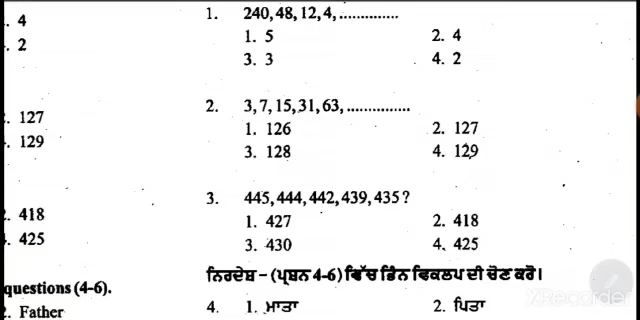 . 4
. 2
2. 127
. 129
2. 418
. 425
questions (4-6).
2. Father
1. 240, 48, 12, 4, ..............
1. 5 2. 4
3. 3 4. 2
2. 3, 7, 15, 31, 63, ...............
1. 126 2. 127
3. 128 4. 129
3. 445, 444, 442, 439, 435 ?
1. 427 2. 418
3. 430 4. 425
ਨਿਰਦੇਸ਼ – (ਪ੍ਰਸ਼ਨ 4-6) ਵਿੱਚ ਭਿੰਨ ਵਿਕਲਪ ਦੀ ਚੋਣ ਕਰੋ।
4. 1. ਮਾਤਾ 2. ਪਿਤਾ
XRecorder